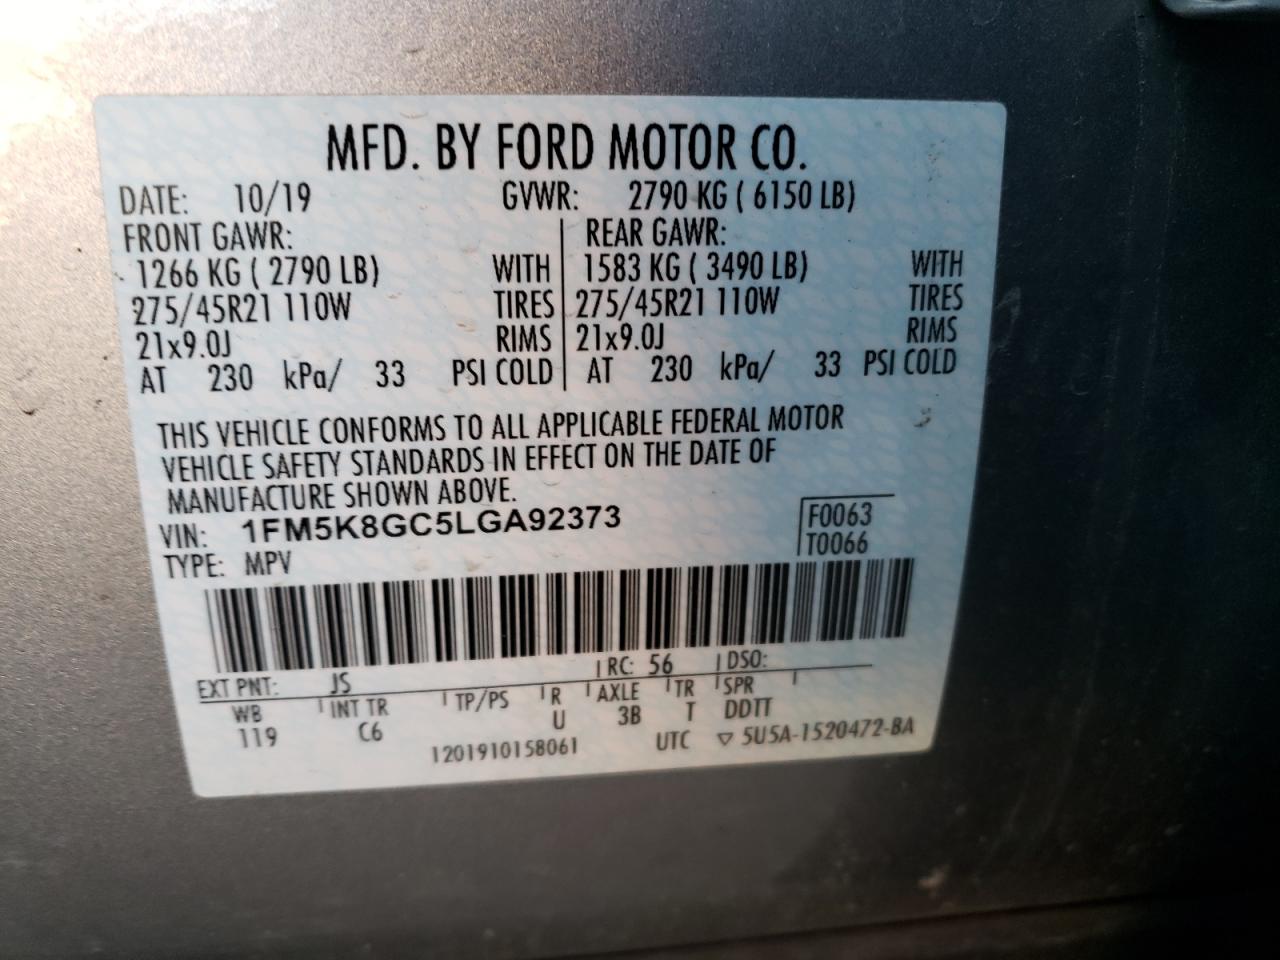 MFD. BY FORD MOTOR CO.
DATE: 10/19 GVWR: 2790 KG ( 6150 LB)
FRONT GAWR: REAR GAWR:
1266 KG ( 2790 LB) WITH 1583 KG ( 3490 LB) WITH
275/45R21 110W TIRES 275/45R21 110W TIRES
21x9.0J RIMS 21x9.0J RIMS
AT 230 kPa/ 33 PSI COLD AT 230 kPa/ 33 PSI COLD
THIS VEHICLE CONFORMS TO ALL APPLICABLE FEDERAL MOTOR
VEHICLE SAFETY STANDARDS IN EFFECT ON THE DATE OF
MANUFACTURE SHOWN ABOVE.
VIN: 1FM5K8GC5LGA92373 F0063
TYPE: MPV T0066
EXT PNT: JS RC: 56 DSO:
WB INT TR TP/PS R AXLE TR SPR
119 C6 U 3B T DDTT
1201910158061 UTC ▽ 5U5A-1520472-BA